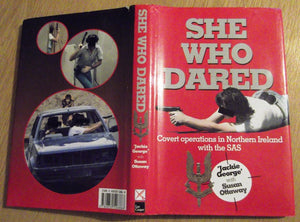 SHE WHO DARED
'Jackie
George'
with
Susan
Ottaway
SHE
WHO
DARED
Covert operations in Northern Ireland
with the SAS
'Jackie
George'
with
Susan
Ottaway